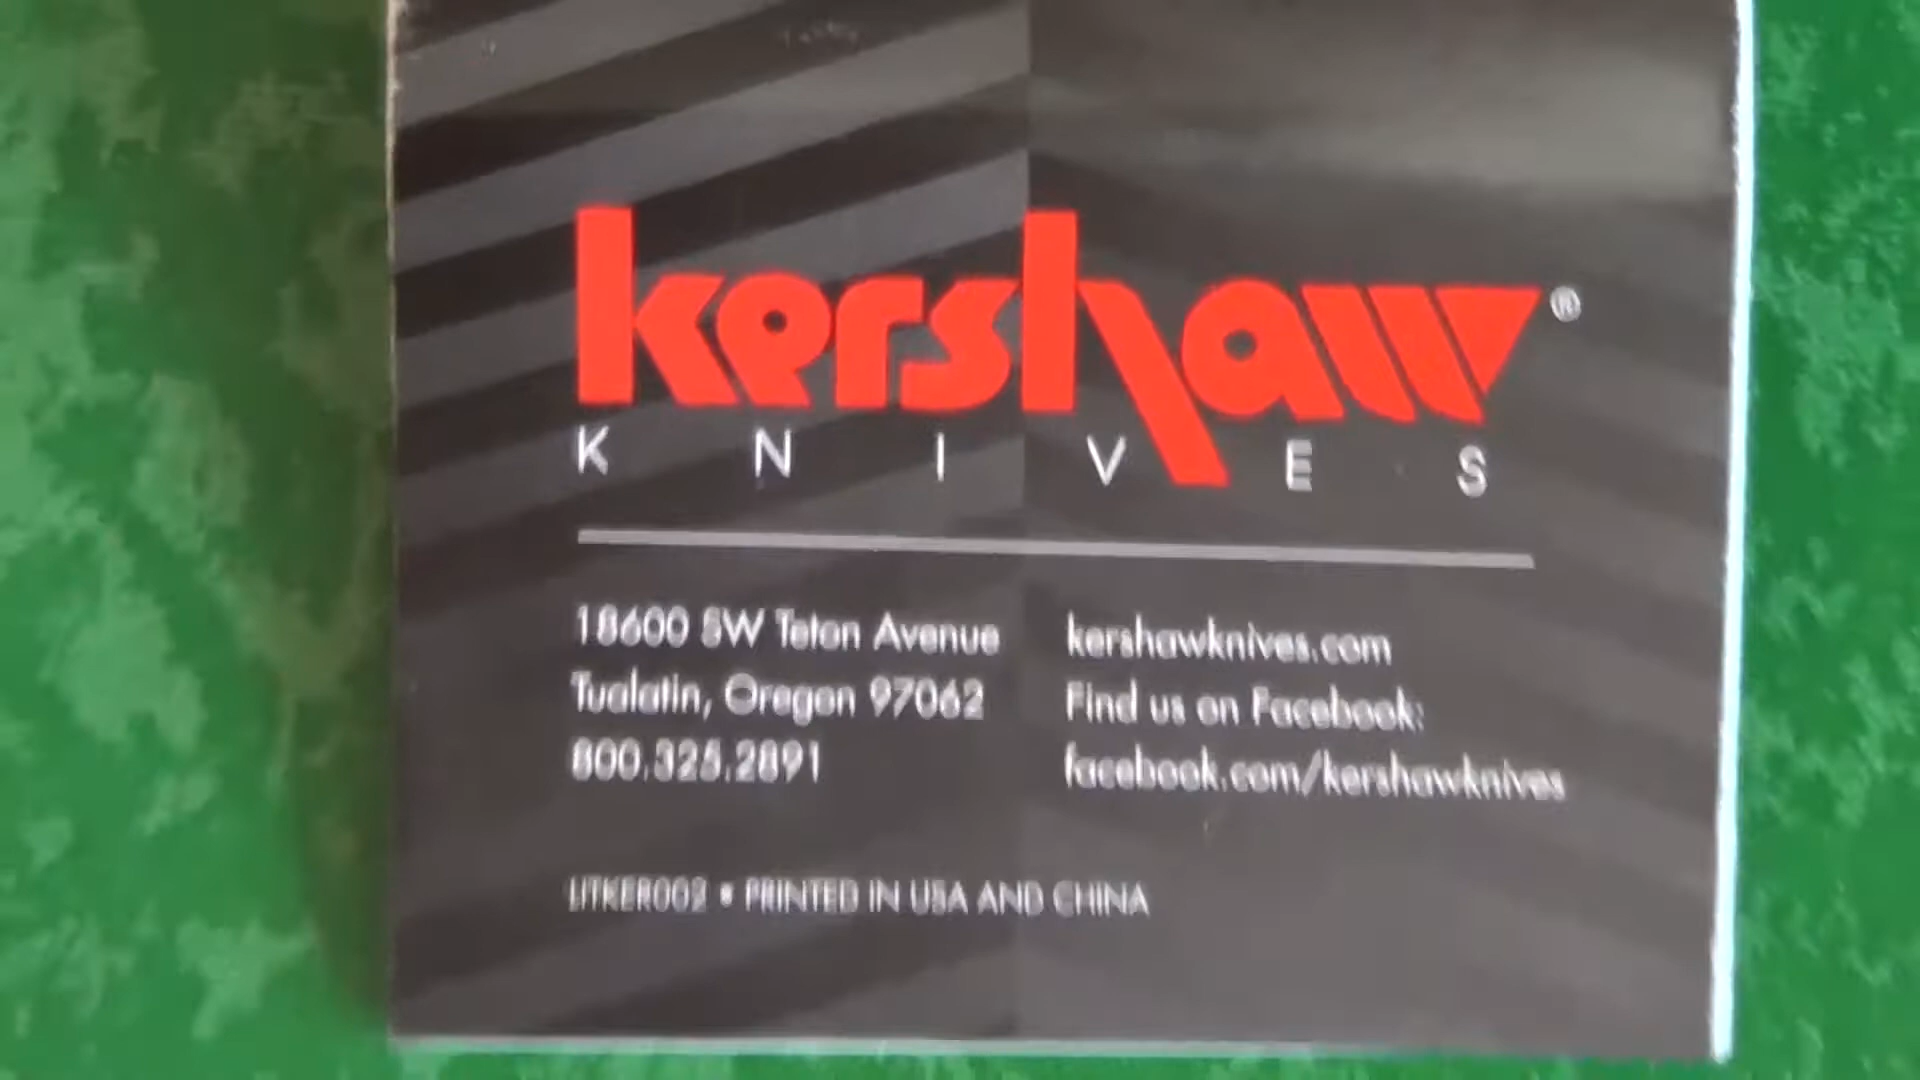 kershaw®
KNIVES
18600 SW Teton Avenue
Tualatin, Oregon 97062
800.325.2891
kershawknives.com
Find us on Facebook:
facebook.com/kershawknives
LITKER002 • PRINTED IN USA AND CHINA